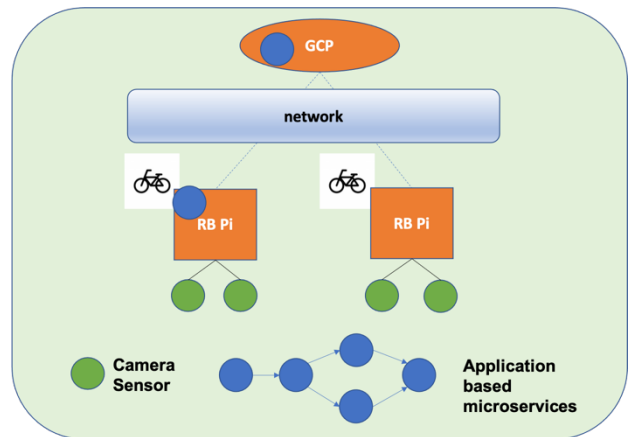 GCP
network
RB Pi
RB Pi
Camera
Sensor
Application
based
microservices